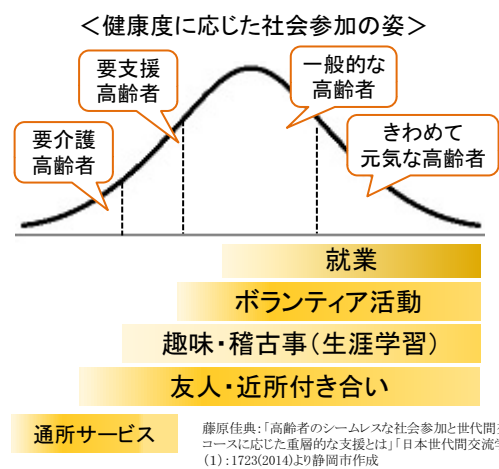 ＜健康度に応じた社会参加の姿＞
要支援
高齢者
一般的な
高齢者
要介護
高齢者
きわめて
元気な高齢者
就業
ボランティア活動
趣味・稽古事（生涯学習）
友人・近所付き合い
通所サービス
藤原佳典：「高齢者のシームレスな社会参加と世代間
コースに応じた重層的な支援とは」「日本世代間交流
（1）：1723(2014)より静岡市作成